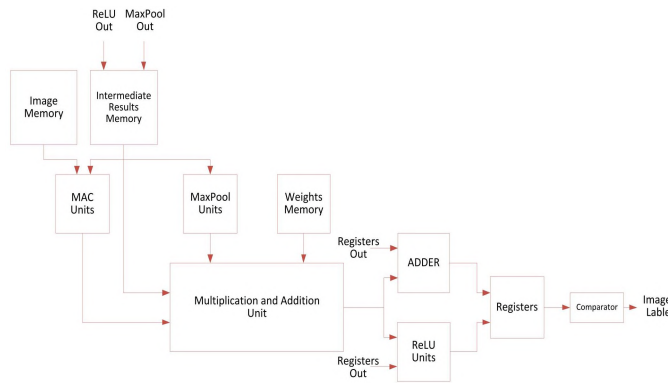 ReLU
Out
MaxPool
Out
Image
Memory
Intermediate
Results
Memory
MAC
Units
MaxPool
Units
Weights
Memory
Registers
Out
ADDER
Multiplication and Addition
Unit
Registers
Comparator
Image
Lable
ReLU
Units
Registers
Out